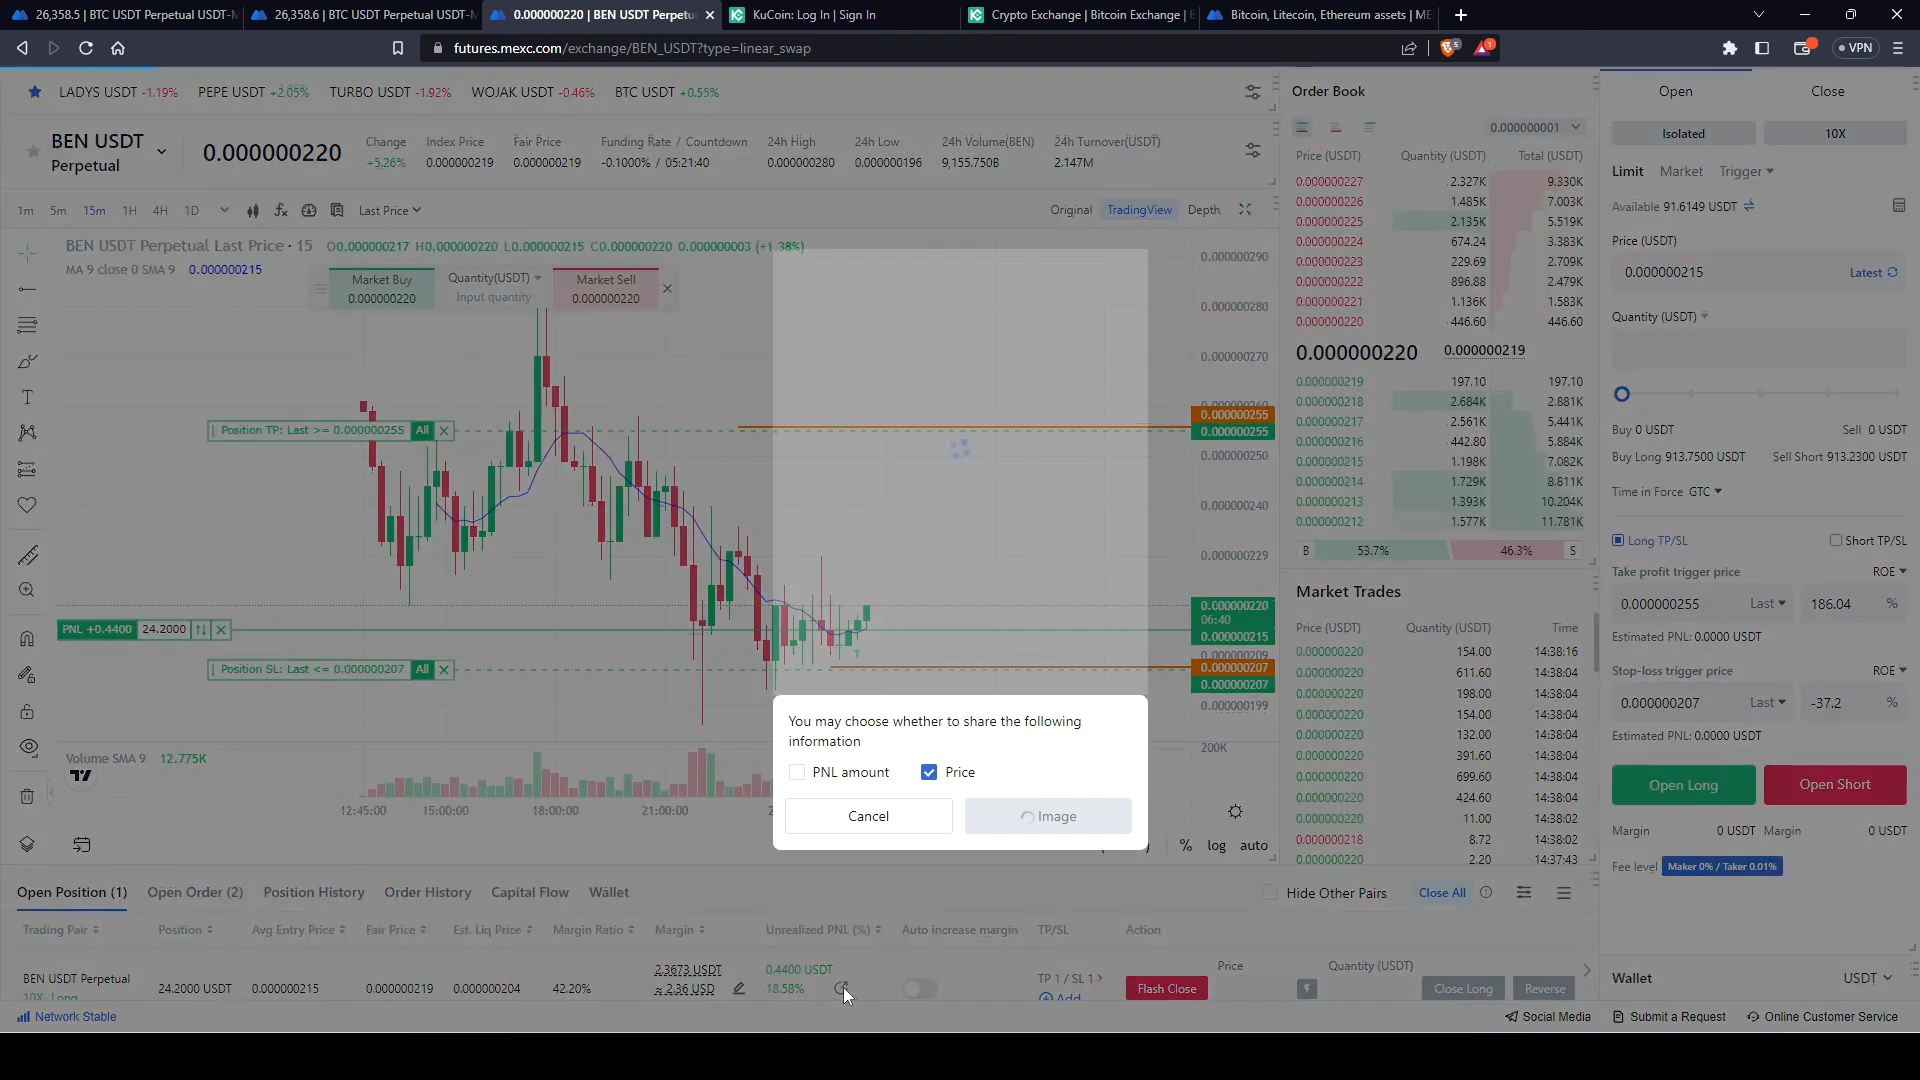 26,358.5 | BTC USDT Perpetual USDT-M
26,358.6 | BTC USDT Perpetual USDT-M
0.000000220 | BEN USDT Perpetu
KuCoin: Log In | Sign In
Crypto Exchange | Bitcoin Exchange | B
Bitcoin, Litecoin, Ethereum assets | ME
futures.mexc.com/exchange/BEN_USDT?type=linear_swap
VPN
LADYS USDT -1.19% PEPE USDT +2.05% TURBO USDT -1.92% WOJAK USDT -0.46% BTC USDT +0.55%
BEN USDT
Perpetual
0.000000220
Change
+5.26%
Index Price
0.000000219
Fair Price
0.000000219
Funding Rate / Countdown
-0.1000% / 05:21:40
24h High
0.000000280
24h Low
0.000000196
24h Volume(BEN)
9,155.750B
24h Turnover(USDT)
2.147M
1m 5m 15m 1H 4H 1D Last Price
Original TradingView Depth
BEN USDT Perpetual Last Price · 15 O0.000000217 H0.000000220 L0.000000215 C0.000000220 0.000000003 (+1.38%)
MA 9 close 0 SMA 9 0.000000215
Market Buy
0.000000220
Quantity(USDT)
Input quantity
Market Sell
0.000000220
0.000000290
0.000000280
0.000000270
0.000000260
0.000000255
0.000000255
0.000000250
0.000000240
0.000000229
0.000000220
06:40
0.000000215
0.000000209
0.000000207
0.000000207
0.000000199
200K
Position TP: Last >= 0.000000255 All
PNL +0.4400 24.2000
Position SL: Last <= 0.000000207 All
Volume SMA 9 12.775K
12:45:00 15:00:00 18:00:00 21:00:00
% log auto
You may choose whether to share the following
information
PNL amount Price
Cancel Image
Order Book
0.000000001
Price (USDT) Quantity (USDT) Total (USDT)
0.000000227 2.327K 9.330K
0.000000226 1.485K 7.003K
0.000000225 2.135K 5.519K
0.000000224 674.24 3.383K
0.000000223 229.69 2.709K
0.000000222 896.88 2.479K
0.000000221 1.136K 1.583K
0.000000220 446.60 446.60
0.000000220 0.000000219
0.000000219 197.10 197.10
0.000000218 2.684K 2.881K
0.000000217 2.561K 5.441K
0.000000216 442.80 5.884K
0.000000215 1.198K 7.082K
0.000000214 1.729K 8.811K
0.000000213 1.393K 10.204K
0.000000212 1.577K 11.781K
B 53.7% 46.3% S
Market Trades
Price (USDT) Quantity (USDT) Time
0.000000220 154.00 14:38:16
0.000000220 611.60 14:38:04
0.000000220 198.00 14:38:04
0.000000220 154.00 14:38:04
0.000000220 132.00 14:38:04
0.000000220 391.60 14:38:04
0.000000220 699.60 14:38:04
0.000000220 424.60 14:38:04
0.000000220 11.00 14:38:02
0.000000218 8.72 14:38:02
0.000000220 2.20 14:37:43
Open Close
Isolated 10X
Limit Market Trigger
Available 91.6149 USDT
Price (USDT)
0.000000215 Latest
Quantity (USDT)
Buy 0 USDT Sell 0 USDT
Buy Long 913.7500 USDT Sell Short 913.2300 USDT
Time in Force GTC
Long TP/SL Short TP/SL
Take profit trigger price ROE
0.000000255 Last 186.04 %
Estimated PNL: 0.0000 USDT
Stop-loss trigger price ROE
0.000000207 Last -37.2 %
Estimated PNL: 0.0000 USDT
Open Long Open Short
Margin 0 USDT Margin 0 USDT
Fee level Maker 0% / Taker 0.01%
Open Position (1) Open Order (2) Position History Order History Capital Flow Wallet
Hide Other Pairs Close All
Trading Pair Position Avg Entry Price Fair Price Est. Liq Price Margin Ratio Margin Unrealized PNL (%) Auto increase margin TP/SL Action
BEN USDT Perpetual
10X Long
24.2000 USDT 0.000000215 0.000000219 0.000000204 42.20%
2.3673 USDT
≈ 2.36 USD
0.4400 USDT
18.58%
TP 1 / SL 1 >
Add
Flash Close
Price
Quantity (USDT)
Close Long Reverse
Wallet USDT
Network Stable
Social Media Submit a Request Online Customer Service